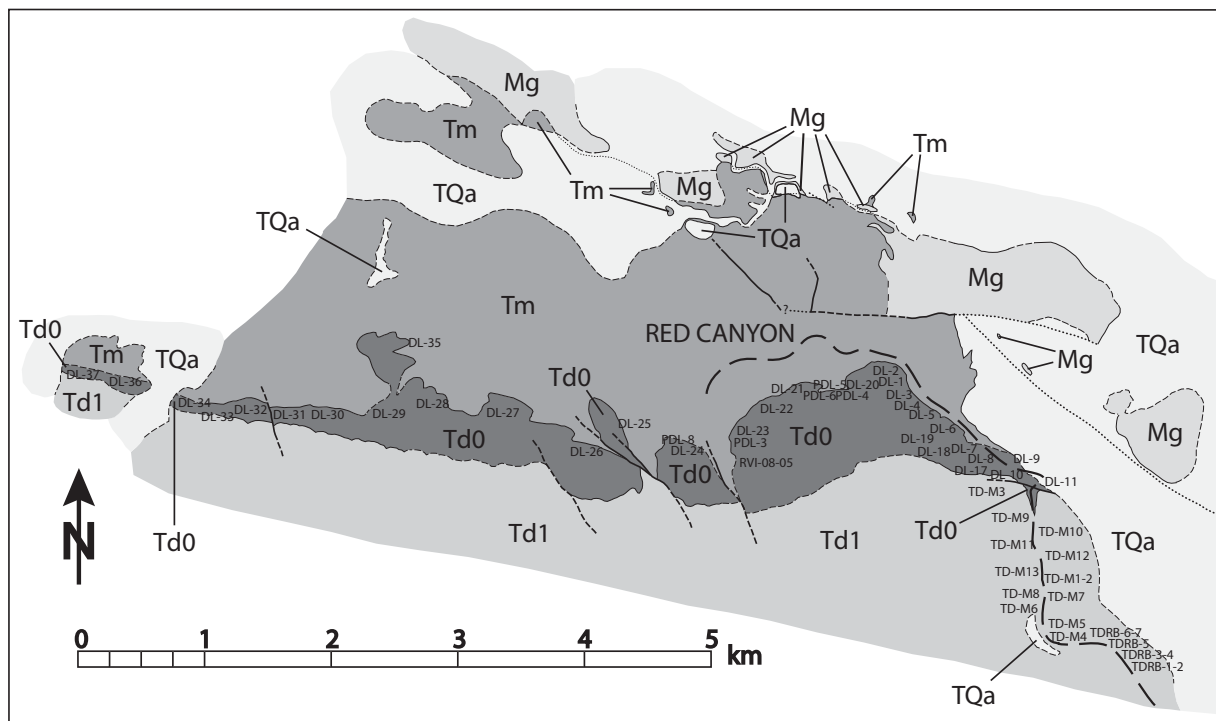 Mg
Tm
Mg
Tm
Tm
Mg
TQa
TQa
TQa
Mg
Tm
Td0
RED CANYON
TQa
Mg
Tm
TQa
DL-35
DL-37
DL-36
Td1
Td0
DL-2
DL-1
PDL-5
DL-20
DL-21
PDL-6
PDL-4
DL-3
DL-4
DL-5
DL-6
DL-34
DL-33
DL-32
DL-31
DL-30
DL-29
DL-28
DL-27
DL-25
DL-22
DL-23
PDL-3
Td0
DL-19
DL-18
DL-7
DL-8
DL-9
Mg
Td0
DL-26
PDL-8
DL-24
Td0
RVI-08-05
DL-17
DL-10
DL-11
TD-M3
Td0
Td1
Td1
Td0
TD-M9
TD-M10
TQa
TD-M11
TD-M12
TD-M13
TD-M1-2
TD-M8
TD-M7
TD-M6
TD-M5
TD-M4
TDRB-6-7
TDRB-5
TDRB-3-4
TDRB-1-2
TQa
N
0 1 2 3 4 5
km
?